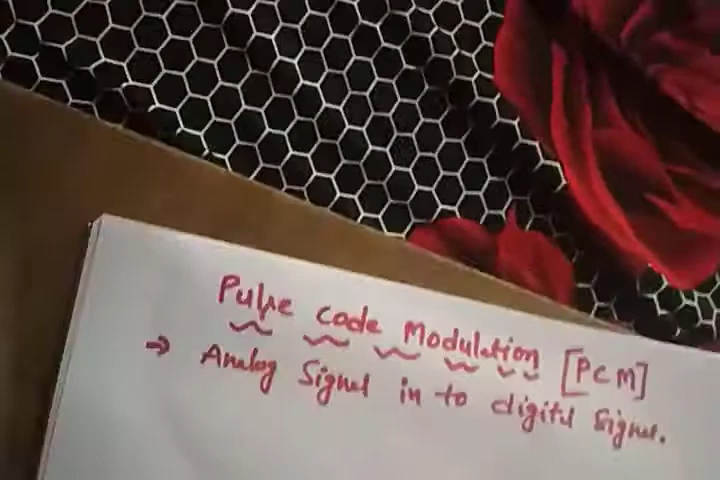 Pulse code Modulation [PCM]
→ Analog Signal in to digital Signal.